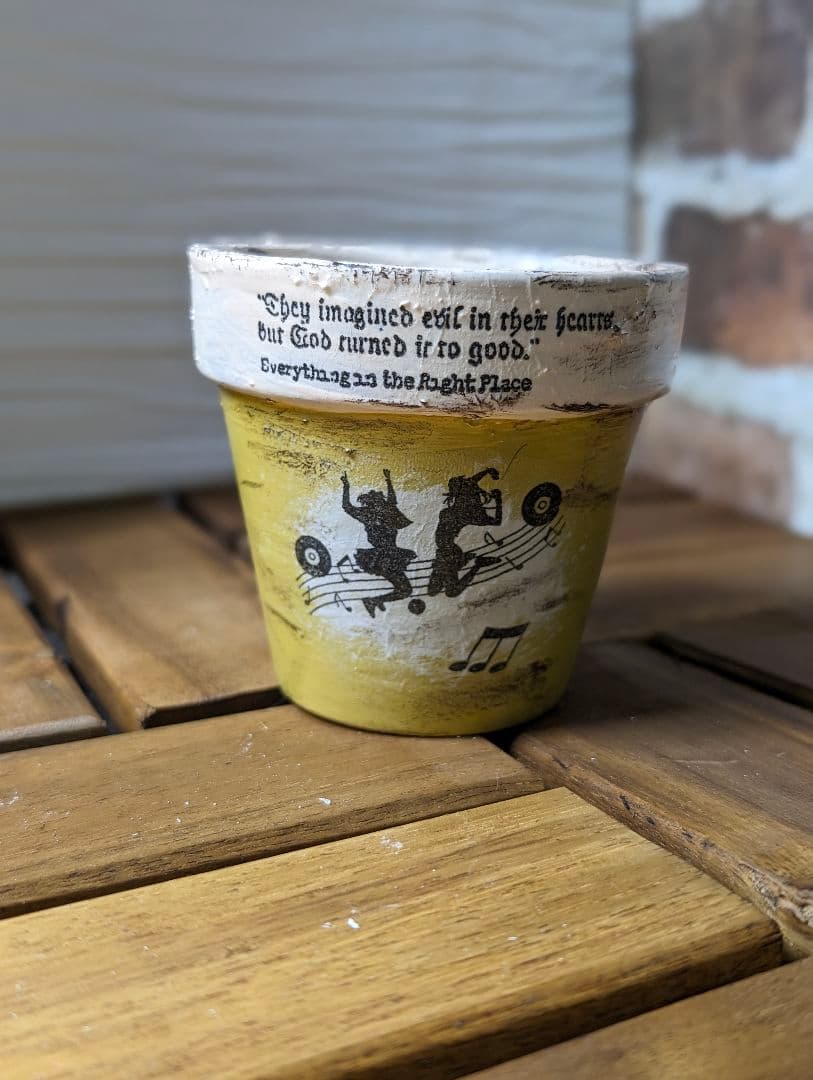 "They imagined evil in their hearts,
but God turned it to good."
Everything in the Right Place